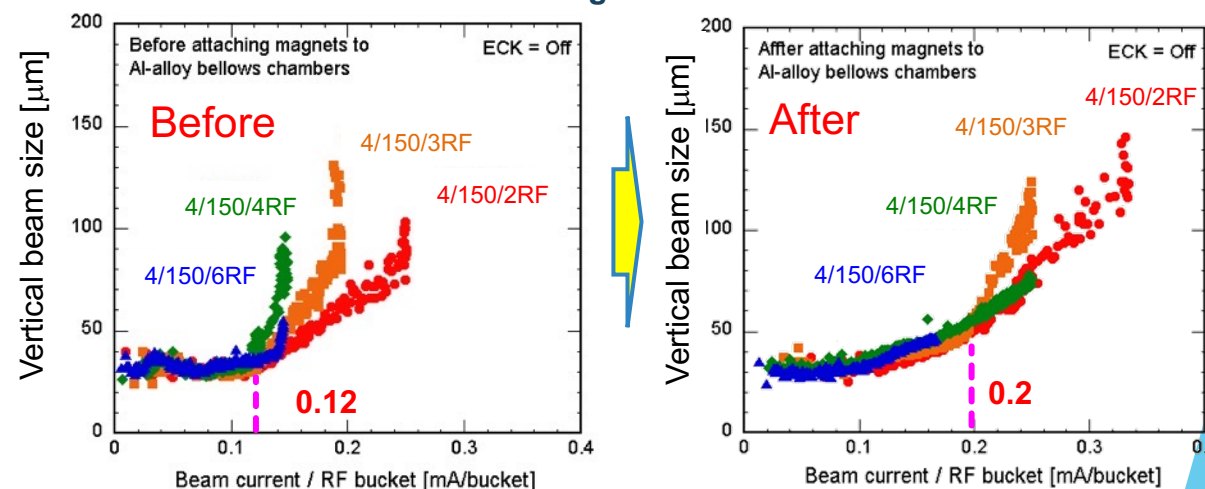 Before attaching magnets to
Al-alloy bellows chambers
ECK = Off
Before
4/150/3RF
4/150/4RF
4/150/2RF
4/150/6RF
0.12
Vertical beam size [μm]
200
150
100
50
0
0
0.1
0.2
0.3
0.4
Beam current / RF bucket [mA/bucket]
Affter attaching magnets to
Al-alloy bellows chambers
ECK = Off
After
4/150/2RF
4/150/3RF
4/150/4RF
4/150/6RF
0.2
Vertical beam size [μm]
200
150
100
50
0
0
0.1
0.2
0.3
Beam current / RF bucket [mA/bucket]